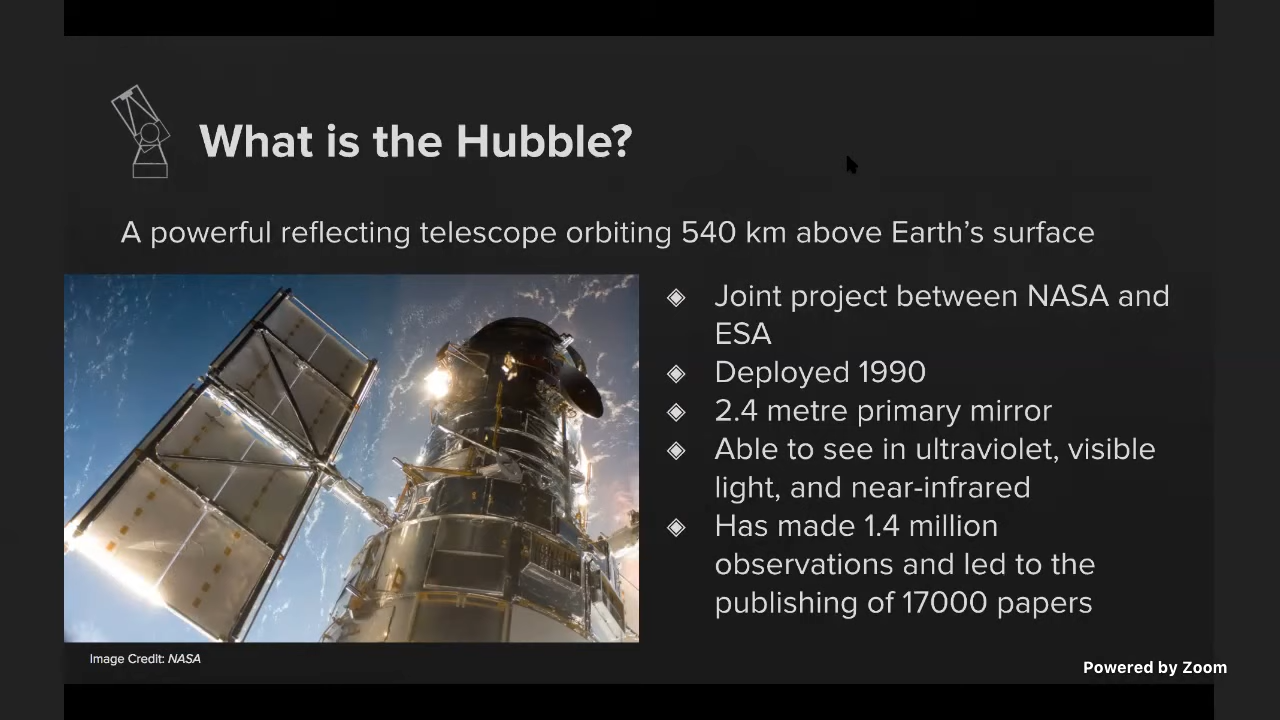 What is the Hubble?
A powerful reflecting telescope orbiting 540 km above Earth’s surface
◈ Joint project between NASA and
ESA
◈ Deployed 1990
◈ 2.4 metre primary mirror
◈ Able to see in ultraviolet, visible
light, and near-infrared
◈ Has made 1.4 million
observations and led to the
publishing of 17000 papers
Image Credit: NASA
Powered by Zoom